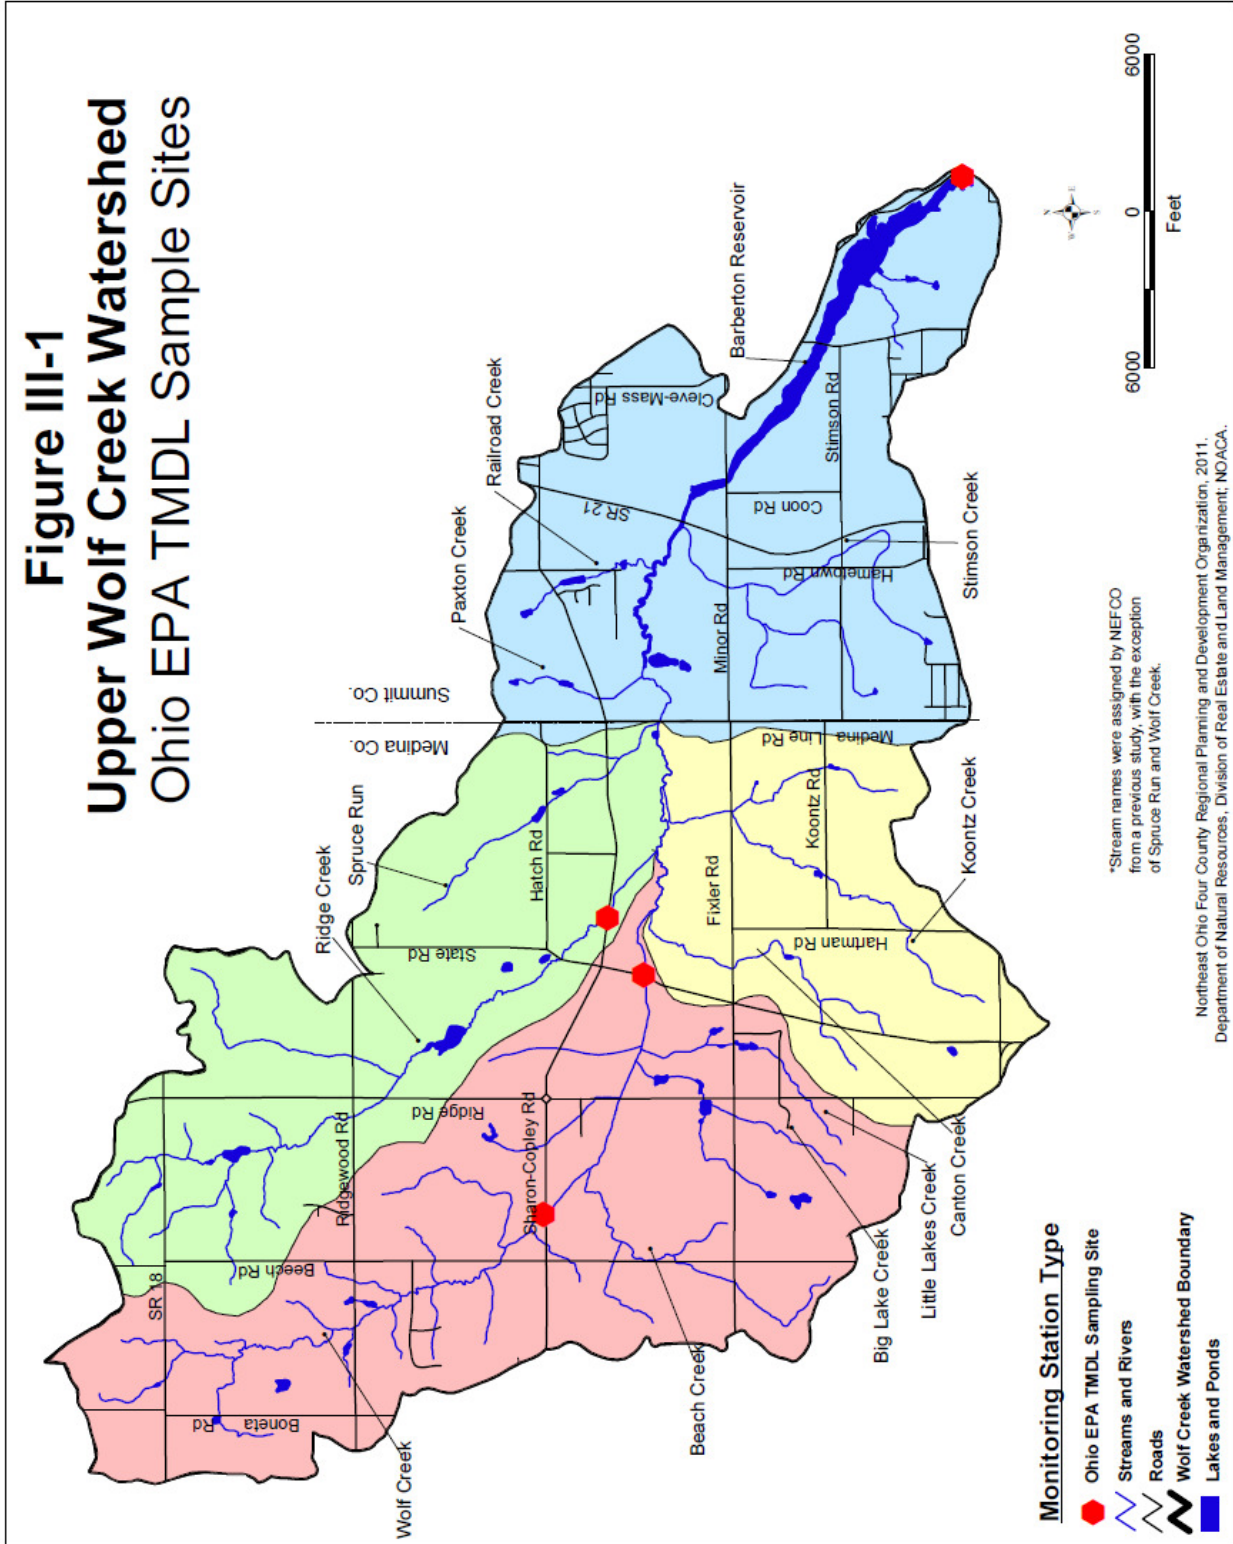 Figure III-1
Upper Wolf Creek Watershed
Ohio EPA TMDL Sample Sites
Medina Co.
Summit Co.
Spruce Run
Ridge Creek
Paxton Creek
Railroad Creek
Barberton Reservoir
SR 18
Boneta
Rd
Beech Rd
Ridgewood Rd
Ridge Rd
State Rd
Hatch Rd
Sharon-Copley Rd
SR 21
Cleve-Mass Rd
Fixler Rd
Medina
Line Rd
Minor Rd
Coon Rd
Stimson Rd
Hametown Rd
Koontz Rd
Hartman Rd
Wolf Creek
Beach Creek
Big Lake Creek
Little Lakes Creek
Canton Creek
Koontz Creek
Stimson Creek
N
W
E
S
6000
0
6000
Feet
Monitoring Station Type
Ohio EPA TMDL Sampling Site
Streams and Rivers
Roads
Wolf Creek Watershed Boundary
Lakes and Ponds
*Stream names were assigned by NEFCO
from a previous study, with the exception
of Spruce Run and Wolf Creek.
Northeast Ohio Four County Regional Planning and Development Organization, 2011.
Department of Natural Resources, Division of Real Estate and Land Management; NOACA.